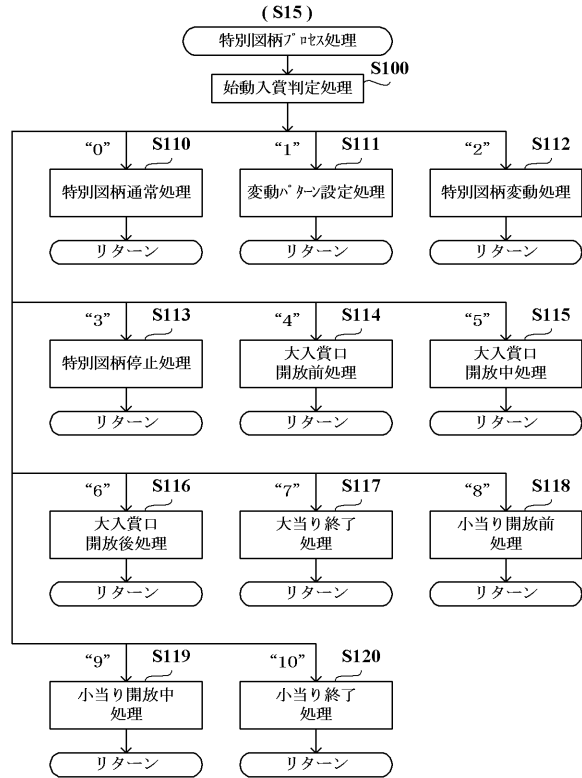 ( S15 )
特別図柄ﾌﾟﾛｾｽ処理
S100
始動入賞判定処理
“0”
S110
“1”
S111
“2”
S112
特別図柄通常処理
変動ﾊﾟﾀｰﾝ設定処理
特別図柄変動処理
リターン
リターン
リターン
“3”
S113
“4”
S114
“5”
S115
特別図柄停止処理
大入賞口
開放前処理
大入賞口
開放中処理
リターン
リターン
リターン
“6”
S116
“7”
S117
“8”
S118
大入賞口
開放後処理
大当り終了
処理
小当り開放前
処理
リターン
リターン
リターン
“9”
S119
“10”
S120
小当り開放中
処理
小当り終了
処理
リターン
リターン